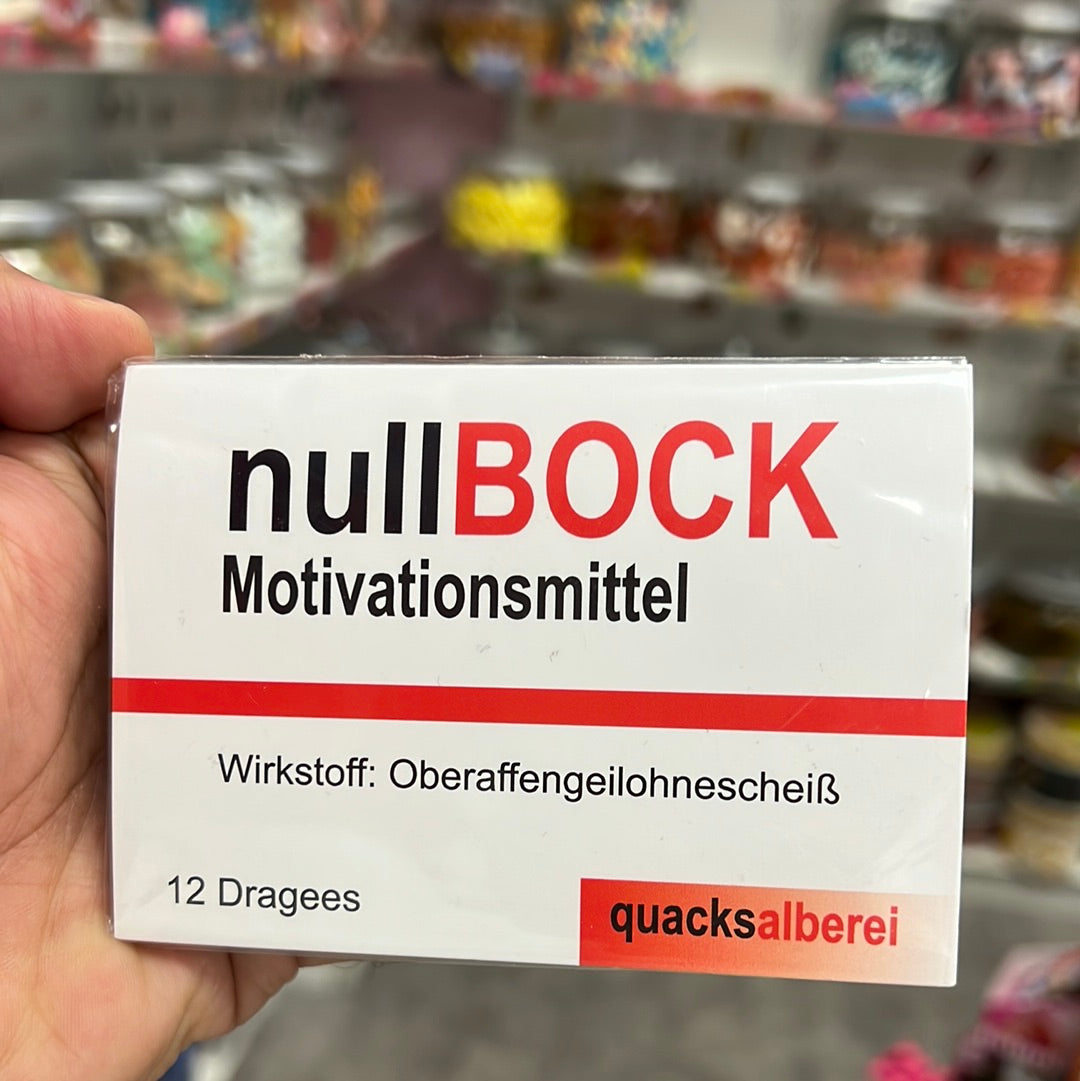 nullBOCK
Motivationsmittel
Wirkstoff: Oberaffengeilohnescheiß
12 Dragees
quacksalberei